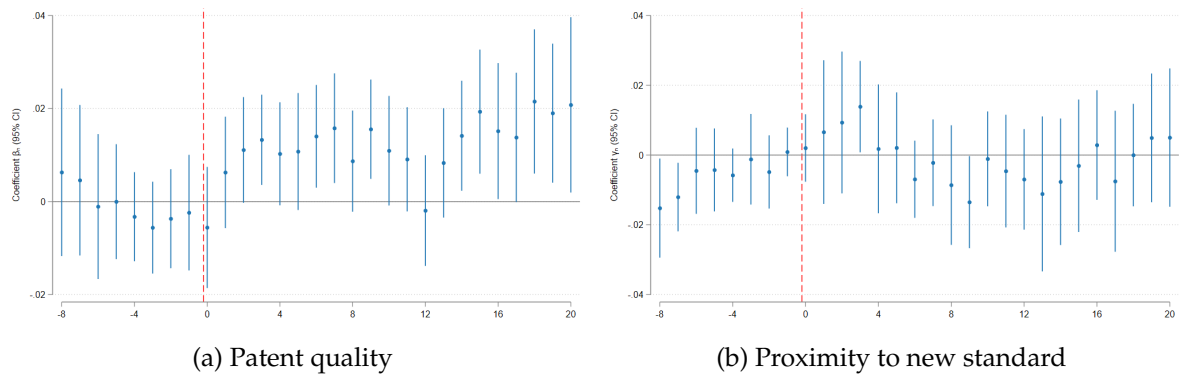 .04
.02
0
-.02
Coefficient βₕ (95% CI)
-8 -4 0 4 8 12 16 20
(a) Patent quality
.04
.02
0
-.02
-.04
Coefficient γₕ (95% CI)
-8 -4 0 4 8 12 16 20
(b) Proximity to new standard